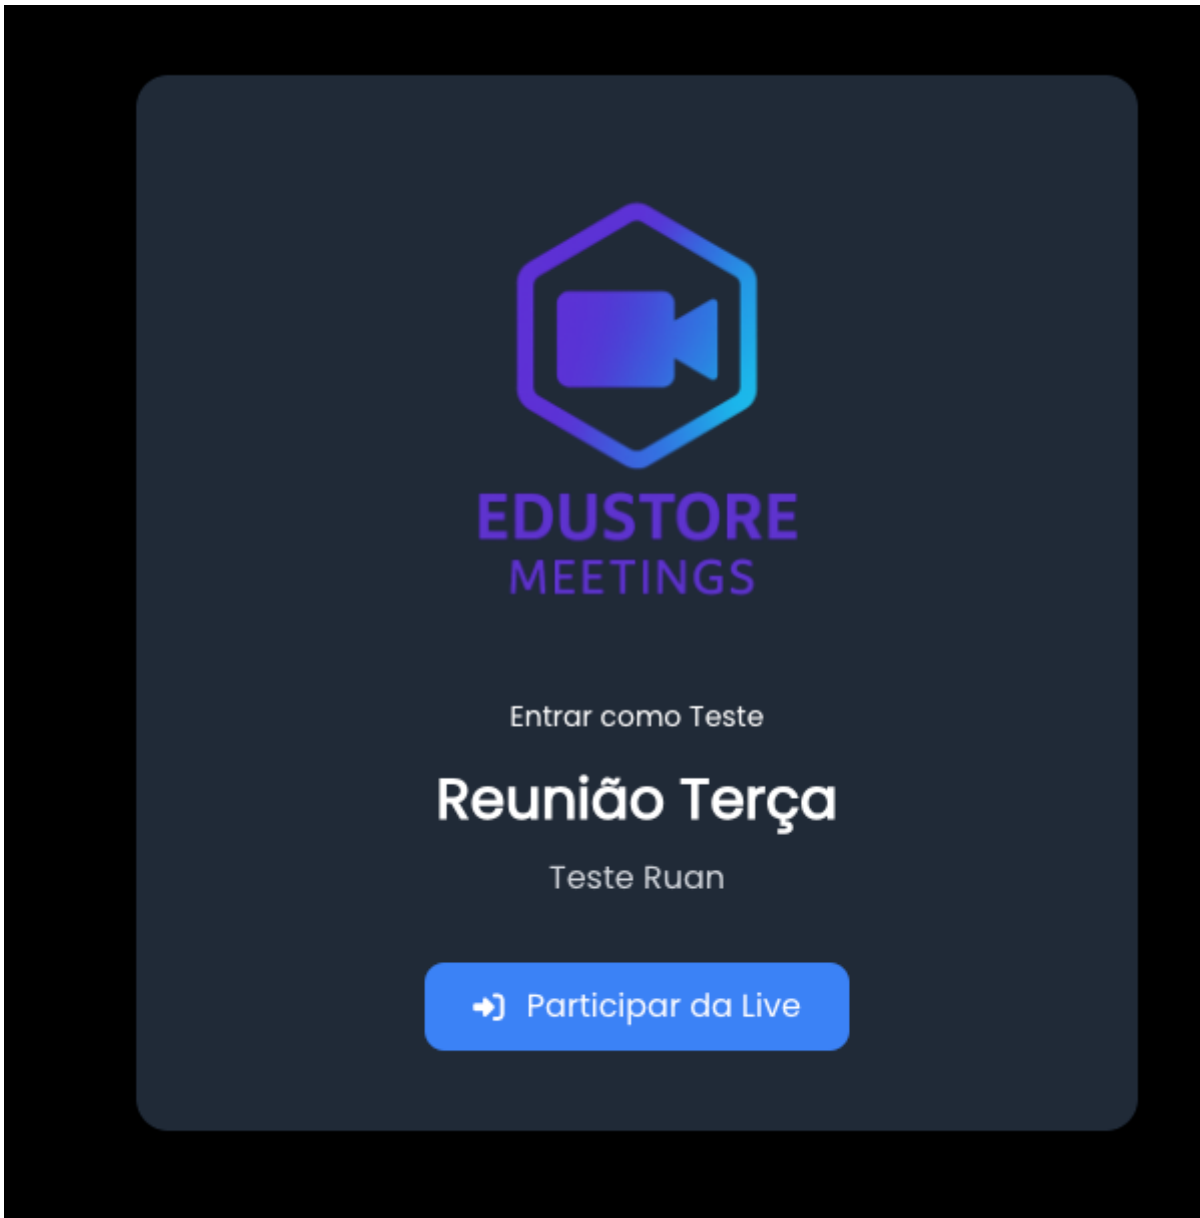 EDUSTORE
MEETINGS
Entrar como Teste
Reunião Terça
Teste Ruan
Participar da Live